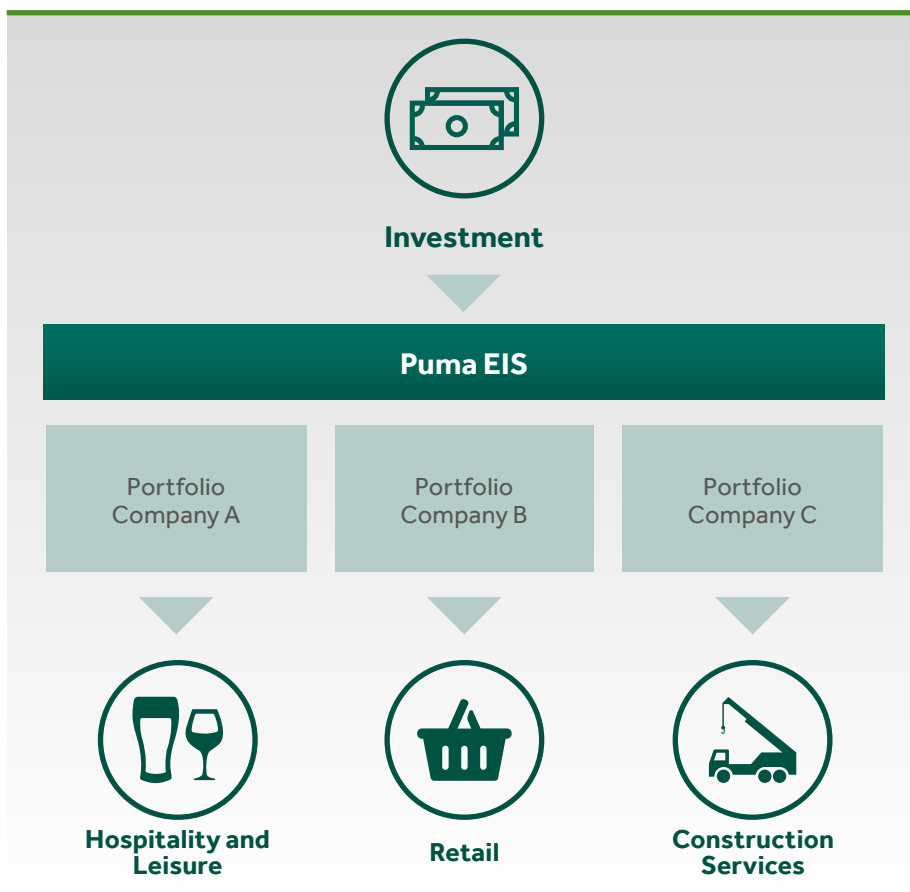 Investment
Puma EIS
Portfolio
Company A
Portfolio
Company B
Portfolio
Company C
Hospitality and
Leisure
Retail
Construction
Services